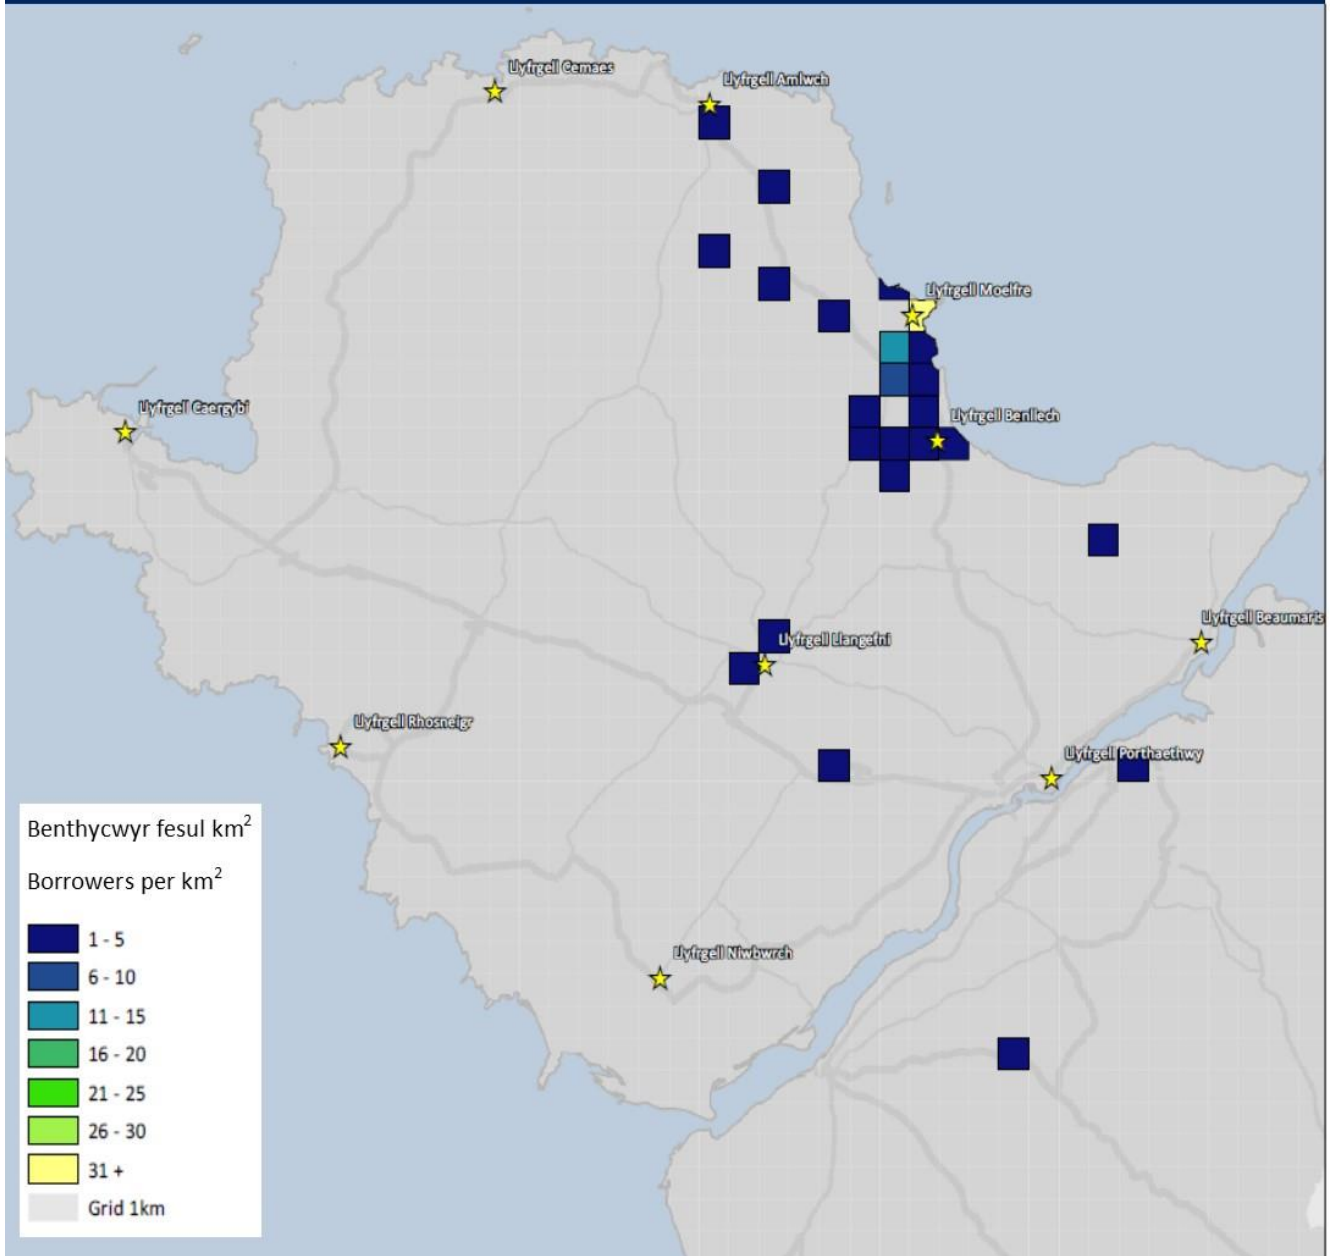 Llyfrgell Cemaes
Llyfrgell Amlwch
Llyfrgell Moelfre
Llyfrgell Caergybi
Llyfrgell Benllech
Llyfrgell Beaumaris
Llyfrgell Llangefni
Llyfrgell Rhosneigr
Llyfrgell Porthaethwy
Llyfrgell Niwbwrch
Benthycwyr fesul km²
Borrowers per km²
1 - 5
6 - 10
11 - 15
16 - 20
21 - 25
26 - 30
31 +
Grid 1km